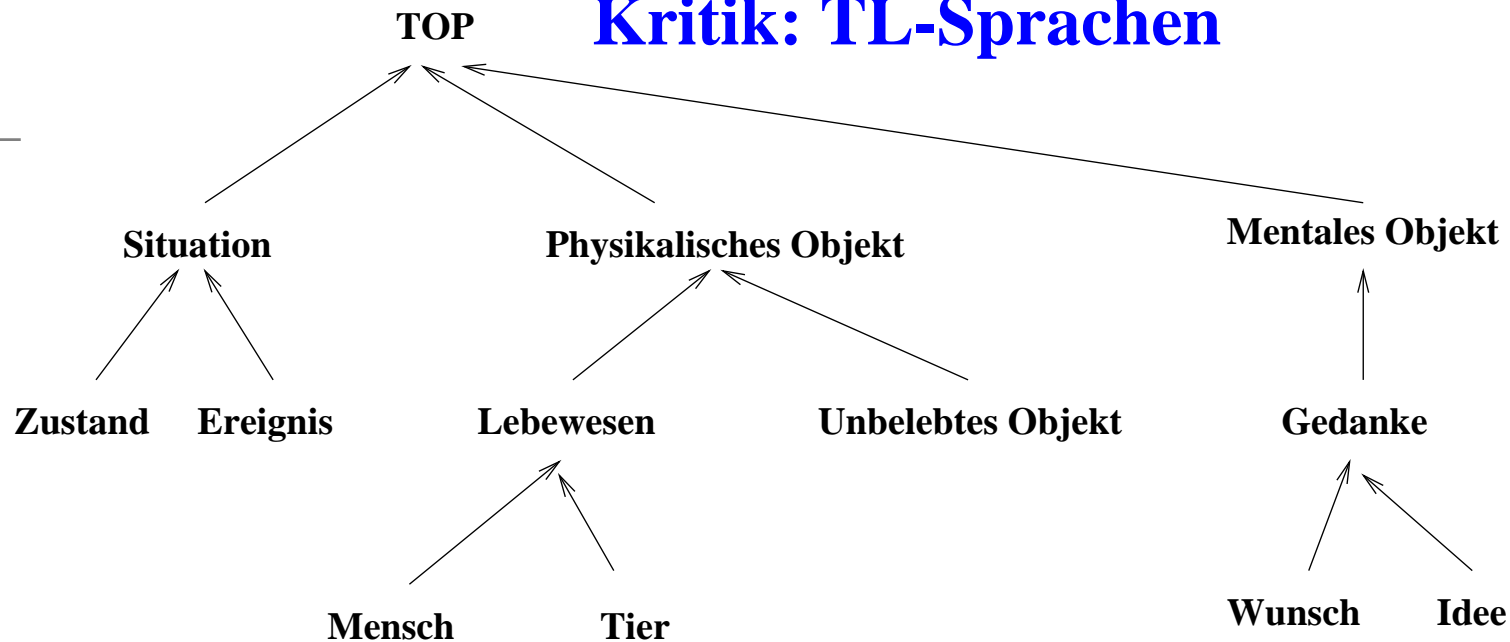 Kritik: TL-Sprachen
TOP
Situation
Physikalisches Objekt
Mentales Objekt
Zustand
Ereignis
Lebewesen
Unbelebtes Objekt
Gedanke
Mensch
Tier
Wunsch
Idee